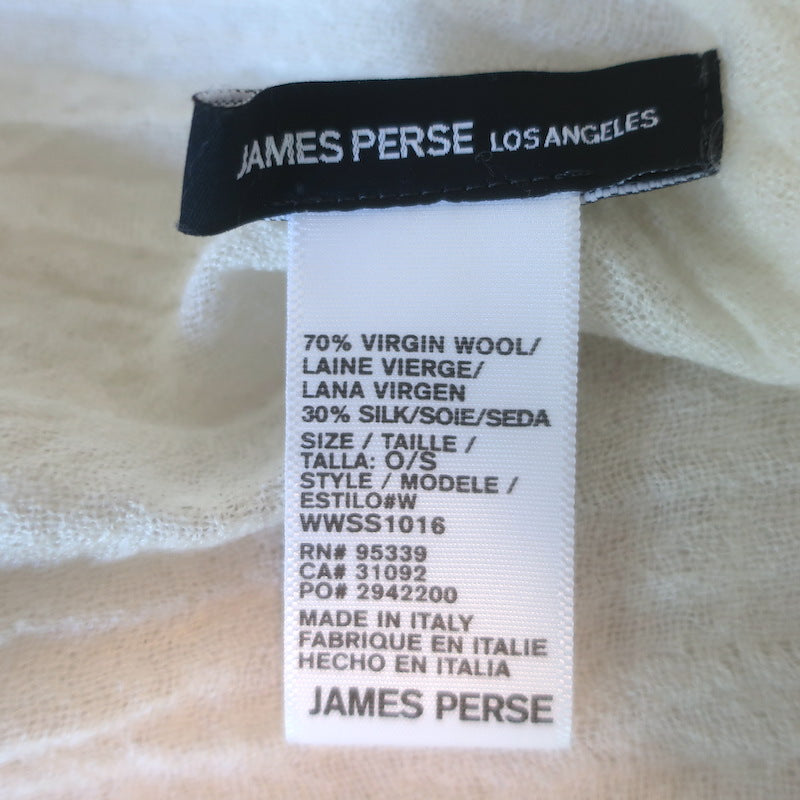 JAMES PERSE LOS ANGELES
70% VIRGIN WOOL/
LAINE VIERGE/
LANA VIRGEN
30% SILK/SOIE/SEDA
SIZE / TAILLE /
TALLA: O/S
STYLE / MODELE /
ESTILO#W
WWSS1016
RN# 95339
CA# 31092
PO# 2942200
MADE IN ITALY
FABRIQUE EN ITALIE
HECHO EN ITALIA
JAMES PERSE